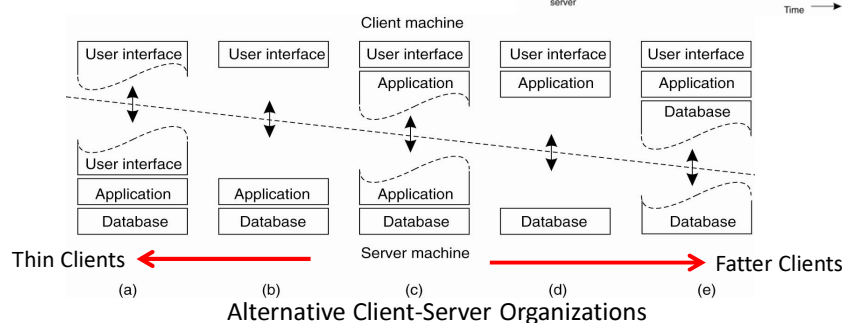 server
Time
Client machine
User interface User interface User interface User interface User interface
Application Application Application
Database
User interface
Application Application Application
Database Database Database Database Database
Server machine
Thin Clients
Fatter Clients
(a) (b) (c) (d) (e)
Alternative Client-Server Organizations